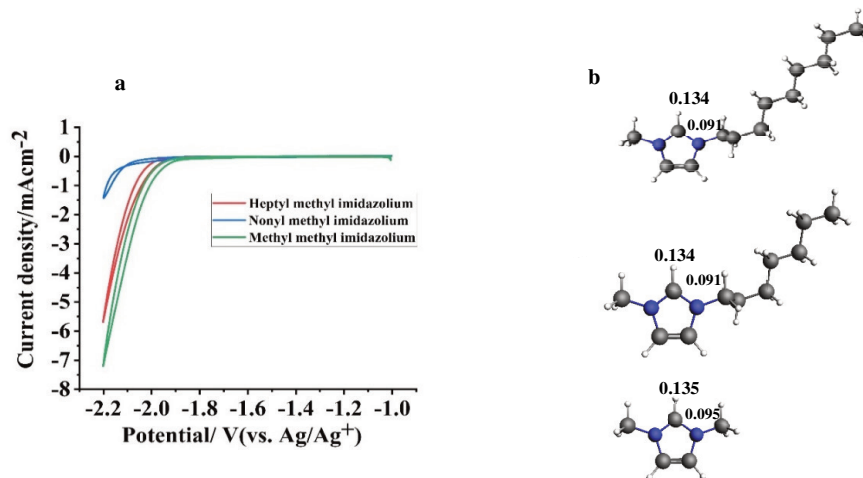 a
Current density/mAcm-2
1
0
-1
-2
-3
-4
-5
-6
-7
-8
Heptyl methyl imidazolium
Nonyl methyl imidazolium
Methyl methyl imidazolium
-2.2 -2.0 -1.8 -1.6 -1.4 -1.2 -1.0
Potential/ V(vs. Ag/Ag+)
b
0.134
0.091
0.134
0.091
0.135
0.095